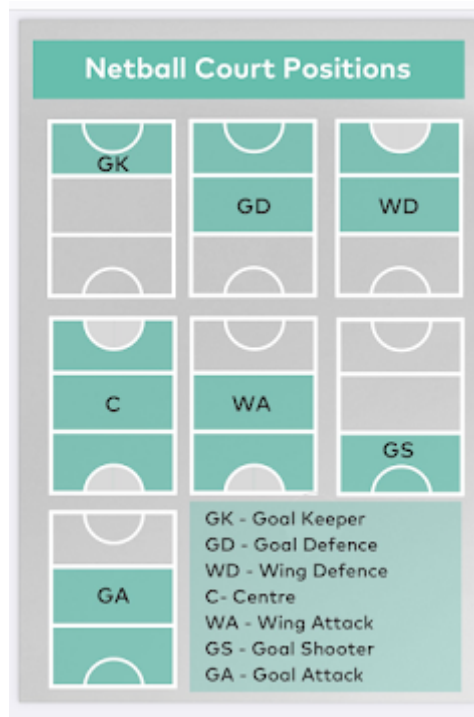 Netball Court Positions
GK
GD
WD
C
WA
GS
GA
GK - Goal Keeper
GD - Goal Defence
WD - Wing Defence
C- Centre
WA - Wing Attack
GS - Goal Shooter
GA - Goal Attack